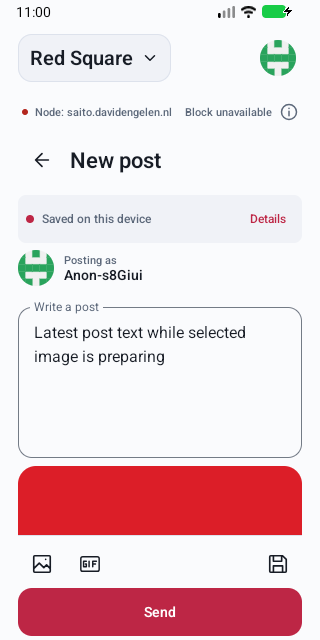 11:00
Red Square
Node: saito.davidengelen.nl Block unavailable
New post
Saved on this device Details
Posting as
Anon-s8Giui
Write a post
Latest post text while selected
image is preparing
GIF
Send